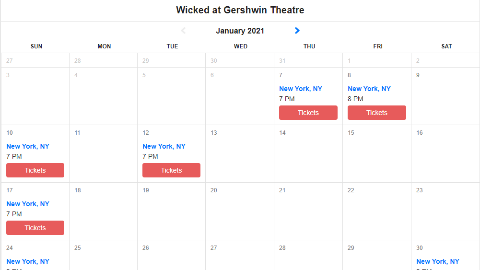 Wicked at Gershwin Theatre
January 2021
SUN MON TUE WED THU FRI SAT
27 28 29 30 31 1 2
3 4 5 6 7 8 9
New York, NY New York, NY
7 PM 8 PM
Tickets Tickets
10 11 12 13 14 15 16
New York, NY New York, NY
7 PM 7 PM
Tickets Tickets
17 18 19 20 21 22 23
New York, NY
7 PM
Tickets
24 25 26 27 28 29 30
New York, NY New York, NY